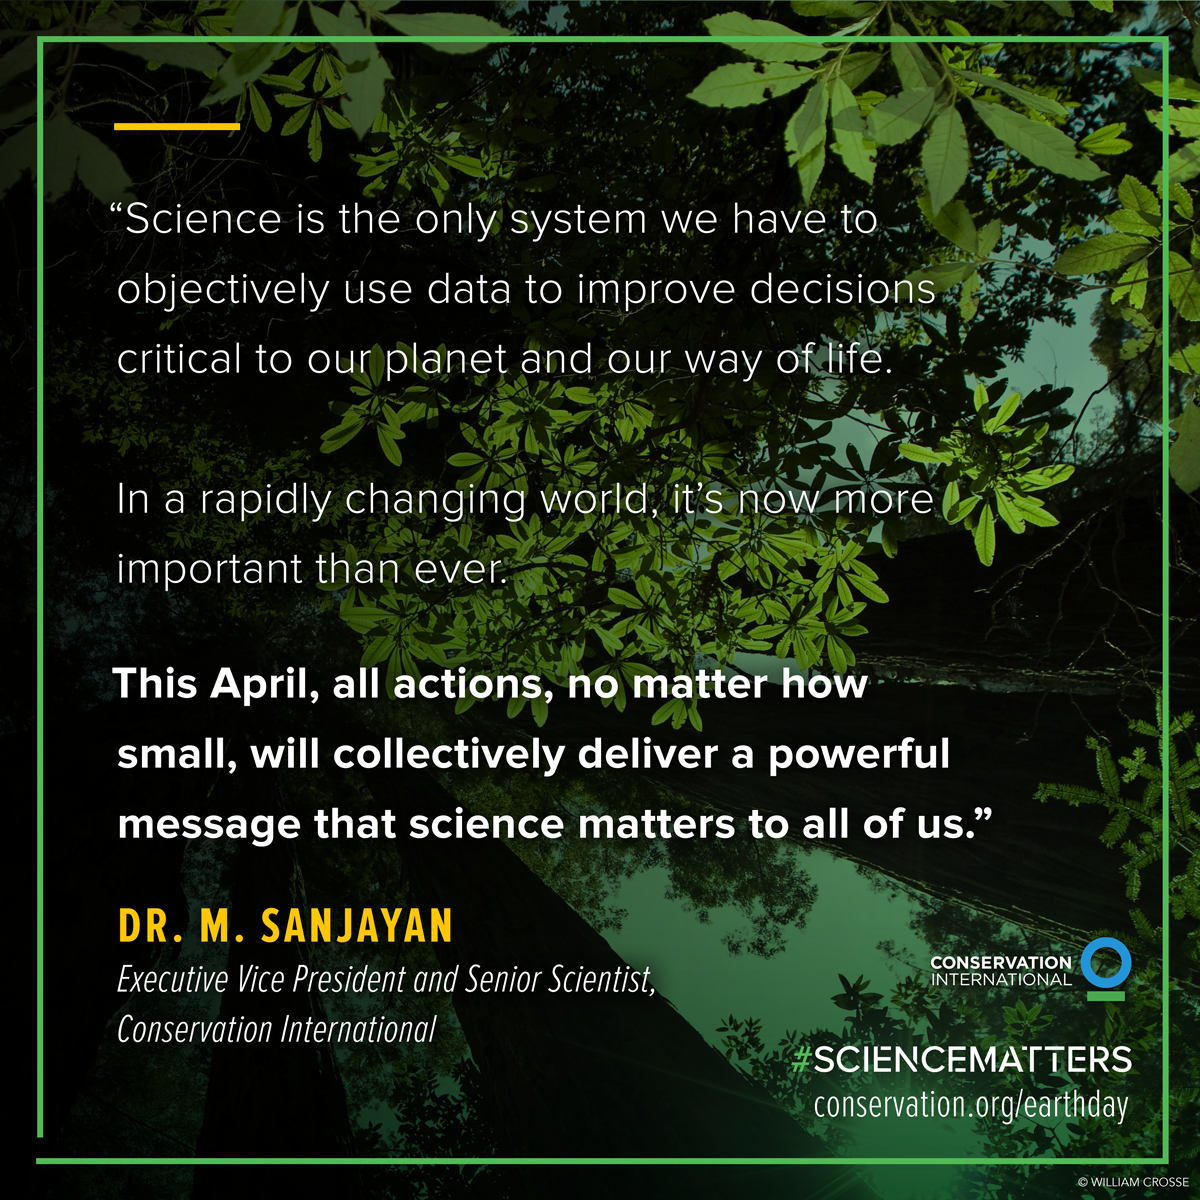 “Science is the only system we have to
objectively use data to improve decisions
critical to our planet and our way of life.
In a rapidly changing world, it’s now more
important than ever.
This April, all actions, no matter how
small, will collectively deliver a powerful
message that science matters to all of us.”
DR. M. SANJAYAN
Executive Vice President and Senior Scientist,
Conservation International
CONSERVATION
INTERNATIONAL
#SCIENCEMATTERS
conservation.org/earthday
© WILLIAM CROSSE